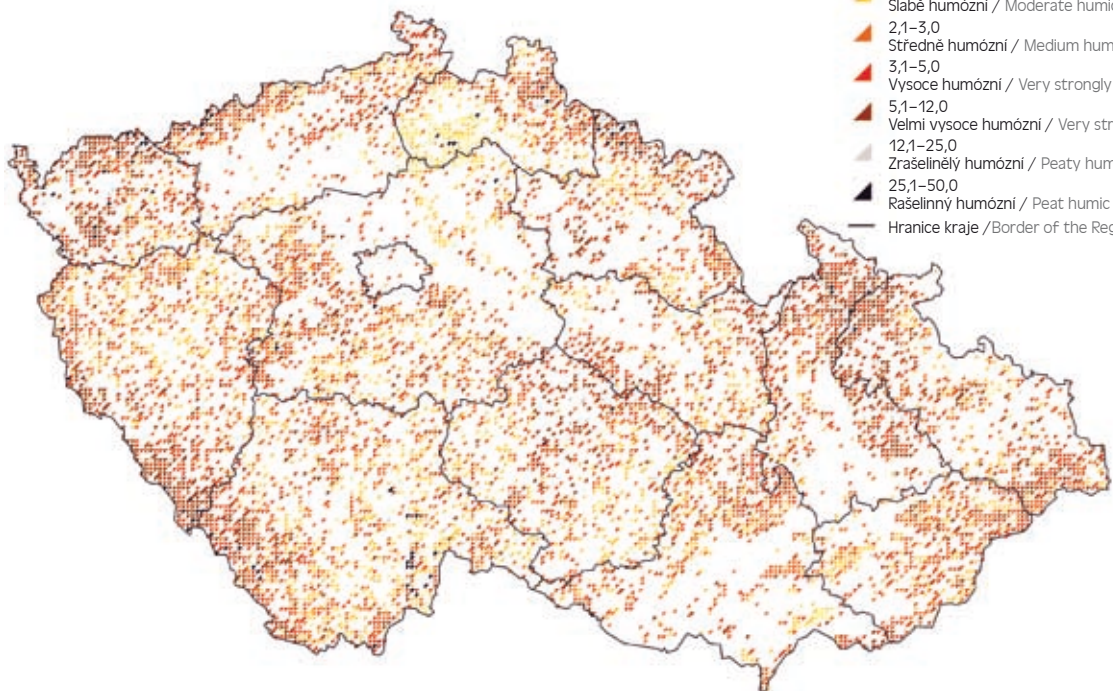 Slabě humózní / Moderate humic
2,1–3,0
Středně humózní / Medium hum
3,1–5,0
Vysoce humózní / Very strongly
5,1–12,0
Velmi vysoce humózní / Very str
12,1–25,0
Zrašelinělý humózní / Peaty hum
25,1–50,0
Rašelinný humózní / Peat humic
Hranice kraje /Border of the Reg